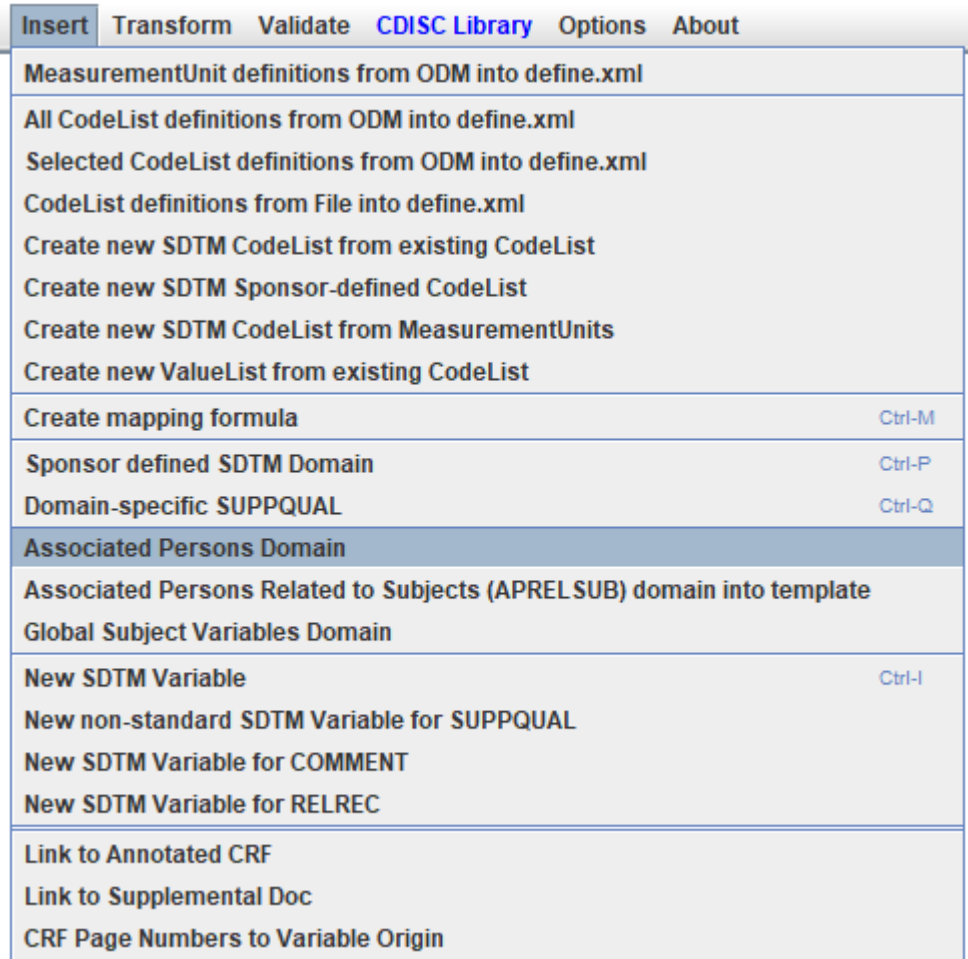 Insert Transform Validate CDISC Library Options About
MeasurementUnit definitions from ODM into define.xml
All CodeList definitions from ODM into define.xml
Selected CodeList definitions from ODM into define.xml
CodeList definitions from File into define.xml
Create new SDTM CodeList from existing CodeList
Create new SDTM Sponsor-defined CodeList
Create new SDTM CodeList from MeasurementUnits
Create new ValueList from existing CodeList
Create mapping formula Ctrl-M
Sponsor defined SDTM Domain Ctrl-P
Domain-specific SUPPQUAL Ctrl-Q
Associated Persons Domain
Associated Persons Related to Subjects (APRELSUB) domain into template
Global Subject Variables Domain
New SDTM Variable Ctrl-I
New non-standard SDTM Variable for SUPPQUAL
New SDTM Variable for COMMENT
New SDTM Variable for RELREC
Link to Annotated CRF
Link to Supplemental Doc
CRF Page Numbers to Variable Origin